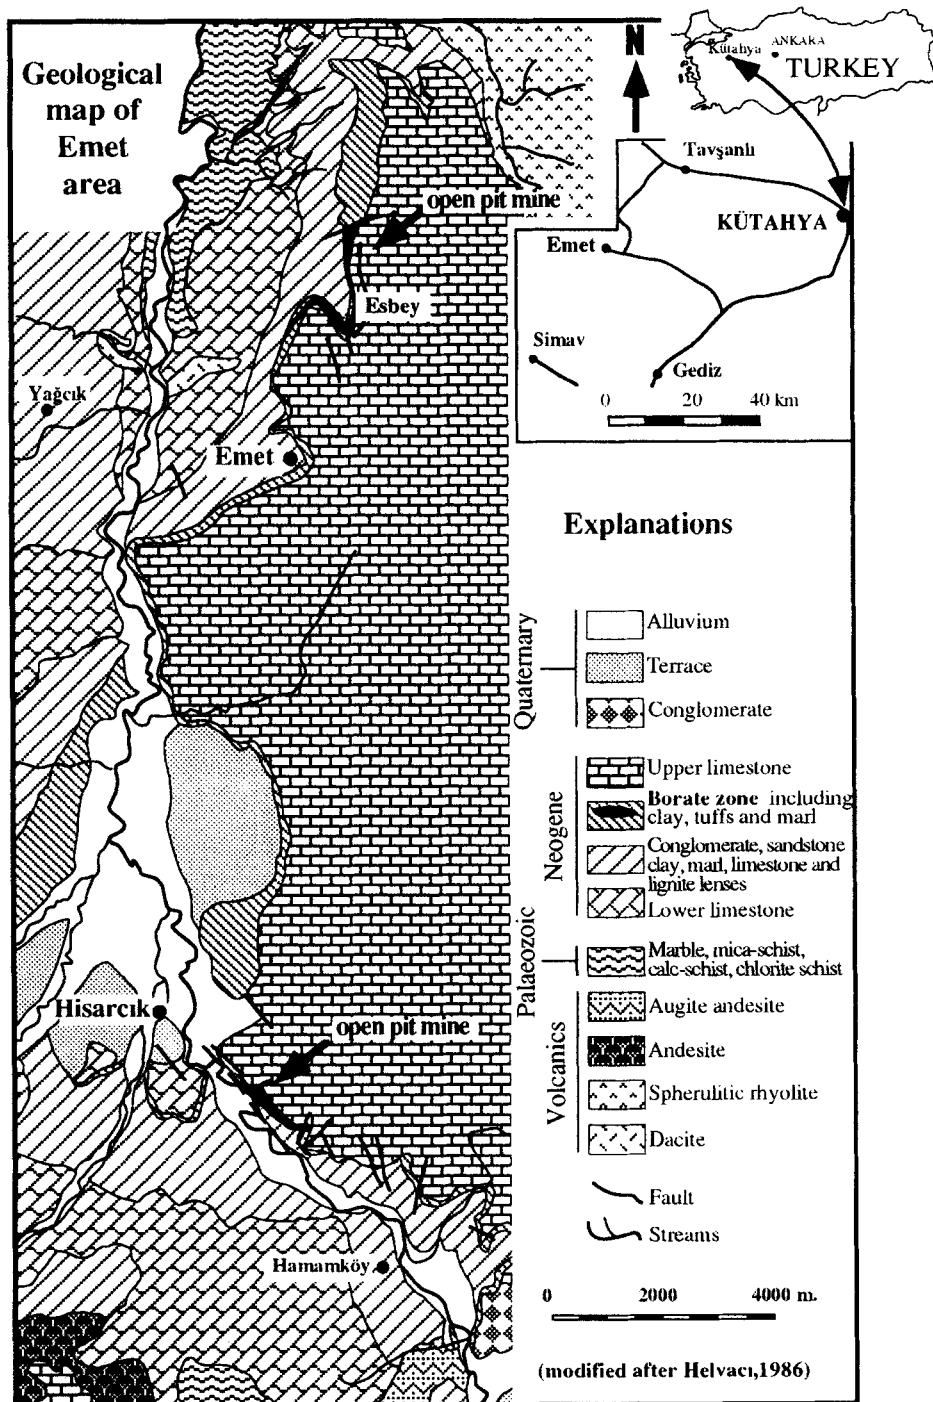 Geological
map of
Emet
area
N
Kütahya
ANKARA
TURKEY
Tavşanlı
KÜTAHYA
Emet
Simav
Gediz
0 20 40 km
open pit mine
Esbey
Yağcık
Emet
Hisarcık
open pit mine
Hamamköy
Explanations
Quaternary
Alluvium
Terrace
Conglomerate
Neogene
Upper limestone
Borate zone including
clay, tuffs and marl
Conglomerate, sandstone
clay, marl, limestone and
lignite lenses
Lower limestone
Palaeozoic
Marble, mica-schist,
calc-schist, chlorite schist
Volcanics
Augite andesite
Andesite
Spherulitic rhyolite
Dacite
Fault
Streams
0 2000 4000 m.
(modified after Helvacı,1986)